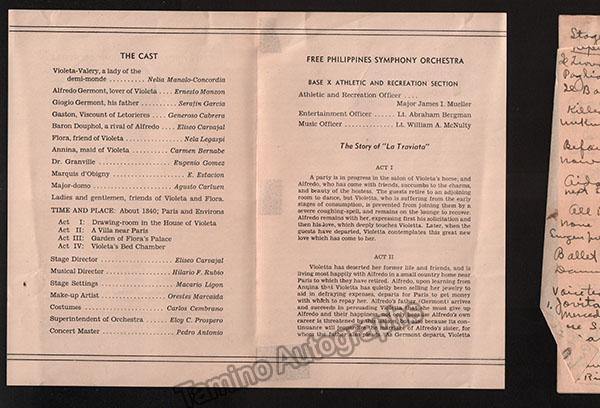 THE CAST
Violeta-Valery, a lady of the
demi-monde .......... Nelia Manalo-Concordia
Alfredo Germont, lover of Violeta .... Ernesto Monzon
Giogio Germont, his father ........ Serafin Garcia
Gaston, Viscount of Letorieres .... Generoso Cabrera
Baron Douphol, a rival of Alfredo .... Eliseo Carvajal
Flora, friend of Violeta .......... Nela Legaspi
Annina, maid of Violeta .......... Carmen Bernabe
Dr. Granville .......... Eugenio Gomez
Marquis d'Obigny .......... E. Estacion
Major-domo .......... Agusto Carluen
Ladies and gentlemen, friends of Violeta and Flora.
TIME AND PLACE: About 1840; Paris and Environs
Act I: Drawing-room in the House of Violeta
Act II: A Villa near Paris
Act III: Garden of Flora's Palace
Act IV: Violeta's Bed Chamber
Stage Director .......... Eliseo Carvajal
Musical Director .......... Hilario F. Rubio
Stage Settings .......... Macario Ligon
Make-up Artist .......... Orestes Marcaida
Costumes .......... Carlos Cembrano
Superintendent of Orchestra .... Eloy C. Prospero
Concert Master .......... Pedro Antonio
FREE PHILIPPINES SYMPHONY ORCHESTRA
BASE X ATHLETIC AND RECREATION SECTION
Athletic and Recreation Officer ....
Major James I. Mueller
Entertainment Officer ...... Lt. Abraham Bergman
Music Officer .......... Lt. William A. McNulty
The Story of "La Traviata"
ACT I
A party is in progress in the salon of Violeta's home, and
Alfredo, who has come with friends, succumbs to the charms,
and beauty of the hostess. The guests retire to an adjoining
room to dance, but Violeta, who is suffering from the early
stages of consumption, is prevented from joining them by a
severe coughing-spell, and remains on the lounge to recover.
Alfredo remains with her, expressing first his solicitation and
then his love, which deeply touches Violeta. Later, when the
guests have departed, Violeta contemplates this great new
love which has come to her.
ACT II
Violeta has deserted her former life and friends, and is
living most happily with Alfredo in a small country home near
Paris to which they have retired. Alfredo, upon learning from
Annina that Violeta has quietly been selling her jewelry to
aid in defraying expenses, departs for Paris to get money
with which to repay her. Alfredo's father (Germont) arrives
and succeeds in persuading Violeta that she must give up
Alfredo and their happiness because Alfredo's own
career is threatened by their but also because its con-
tinuance will the marriage of Alfredo's sister, for
whom the father also pleads. As Germont departs, Violeta
Tamino Autographs
Stage
Before
next
All
None
Ballet